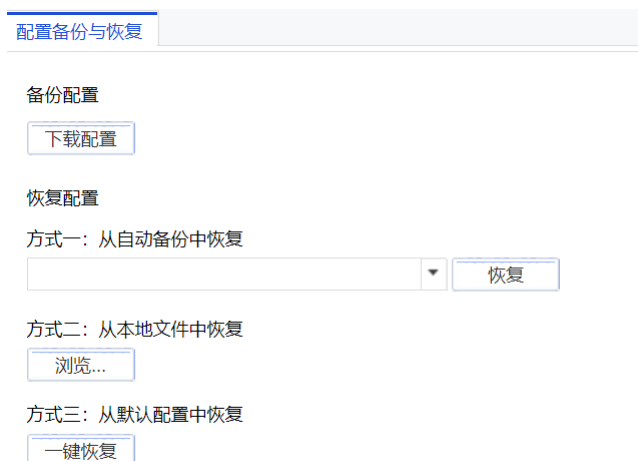 配置备份与恢复
备份配置
下载配置
恢复配置
方式一：从自动备份中恢复
恢复
方式二：从本地文件中恢复
浏览...
方式三：从默认配置中恢复
一键恢复